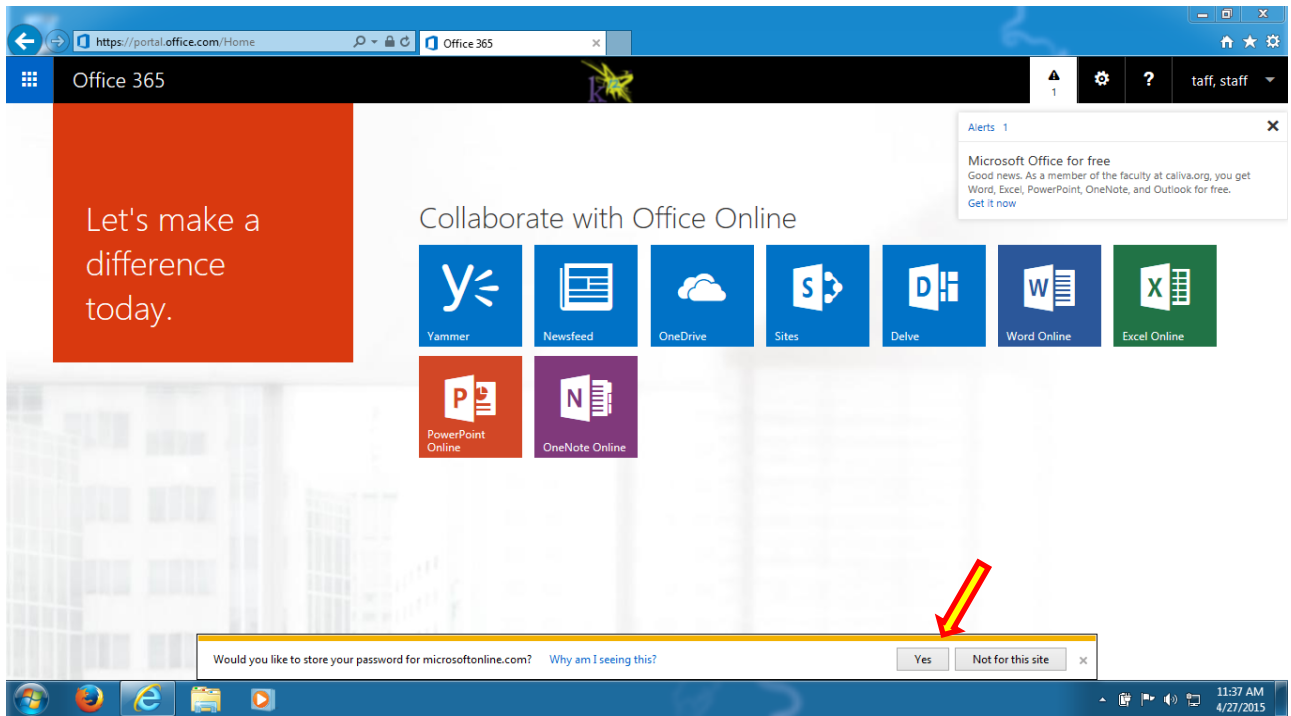 https://portal.office.com/Home
Office 365
Office 365
1
?
taff, staff
Alerts 1
Microsoft Office for free
Good news. As a member of the faculty at caliva.org, you get
Word, Excel, PowerPoint, OneNote, and Outlook for free.
Get it now
Let's make a
difference
today.
Collaborate with Office Online
Yammer
Newsfeed
OneDrive
Sites
Delve
Word Online
Excel Online
PowerPoint
Online
OneNote Online
Would you like to store your password for microsoftonline.com? Why am I seeing this?
Yes
Not for this site
11:37 AM
4/27/2015